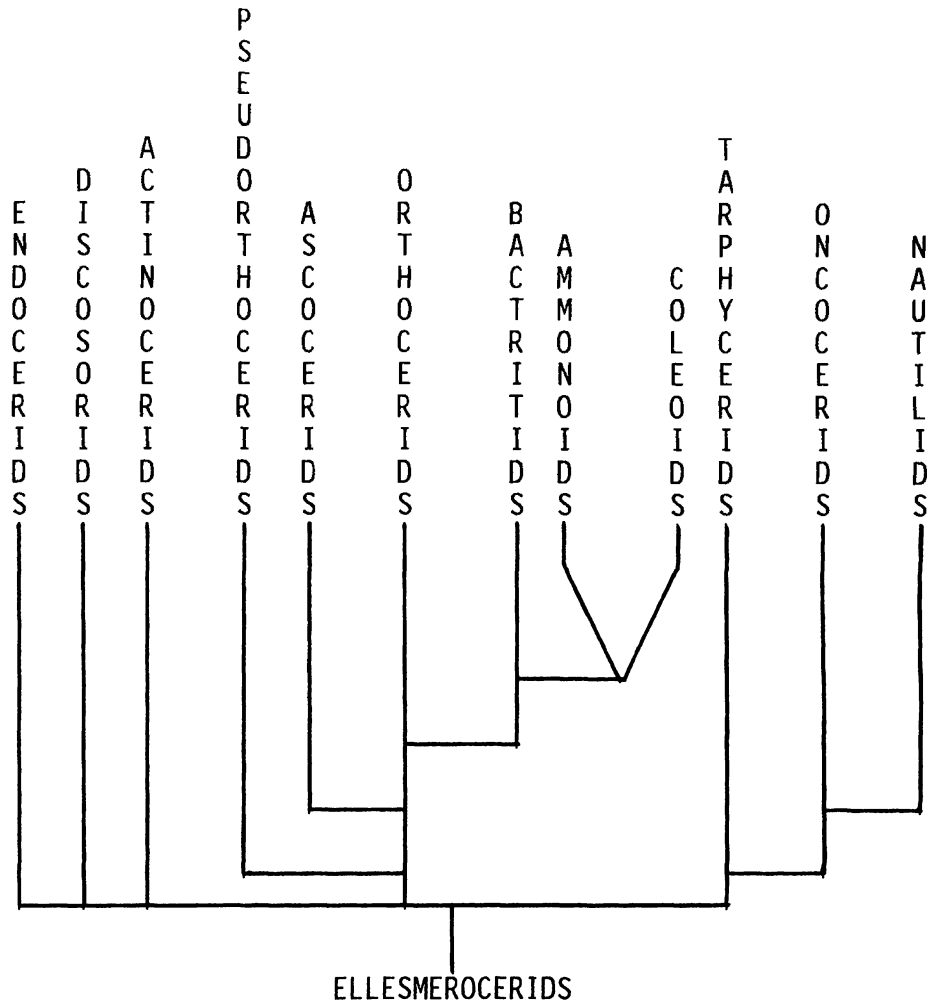 ENDOCERIDS
DISCOSORIDS
ACTINOCERIDS
PSEUDORTHOCERIDS
ASCOCERIDS
ORTHOCERIDS
BACTRITIDS
AMMONOIDS
COLEOIDS
TARPHYCERIDS
ONCOCERIDS
NAUTILIDS
ELLESMEROCERIDS